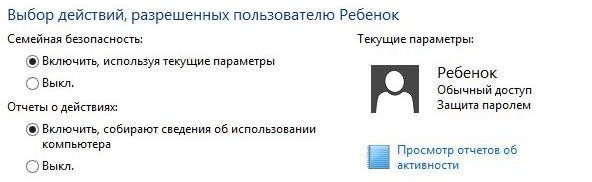 Выбор действий, разрешенных пользователю Ребенок
Семейная безопасность:
Включить, используя текущие параметры
Выкл.
Отчеты о действиях:
Включить, собирают сведения об использовании
компьютера
Выкл.
Текущие параметры:
Ребенок
Обычный доступ
Защита паролем
Просмотр отчетов об
активности